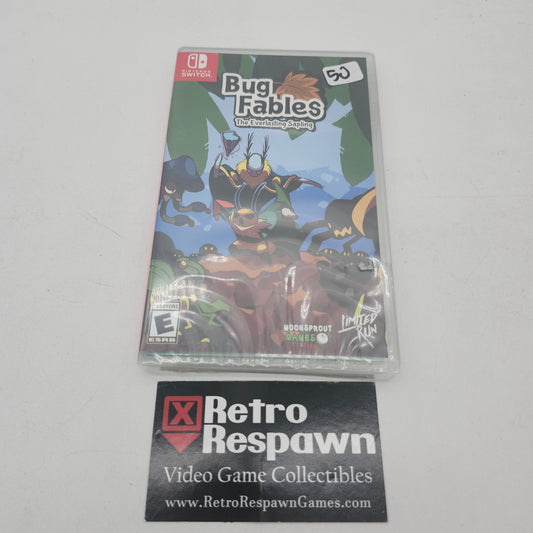 NINTENDO
SWITCH
50
Bug
Fables
The Everlasting Sapling
EVERYONE
E
ESRB
MOONSPROUT
GAMES
LIMITED
RUN
Retro
Respawn
Video Game Collectibles
www.RetroRespawnGames.com